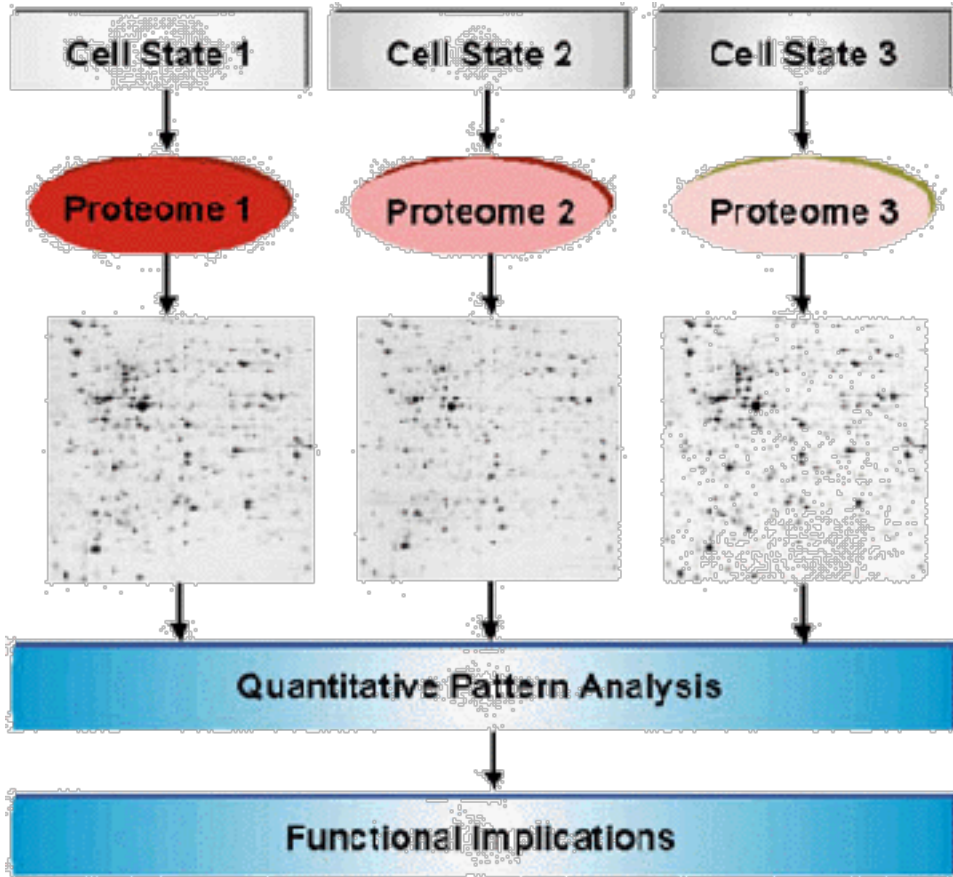 Cell State 1
Cell State 2
Cell State 3
Proteome 1
Proteome 2
Proteome 3
Quantitative Pattern Analysis
Functional Implications